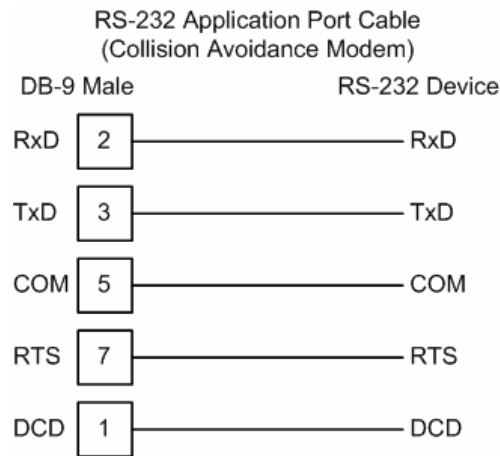 RS-232 Application Port Cable
(Collision Avoidance Modem)
DB-9 Male RS-232 Device
RxD 2 RxD
TxD 3 TxD
COM 5 COM
RTS 7 RTS
DCD 1 DCD